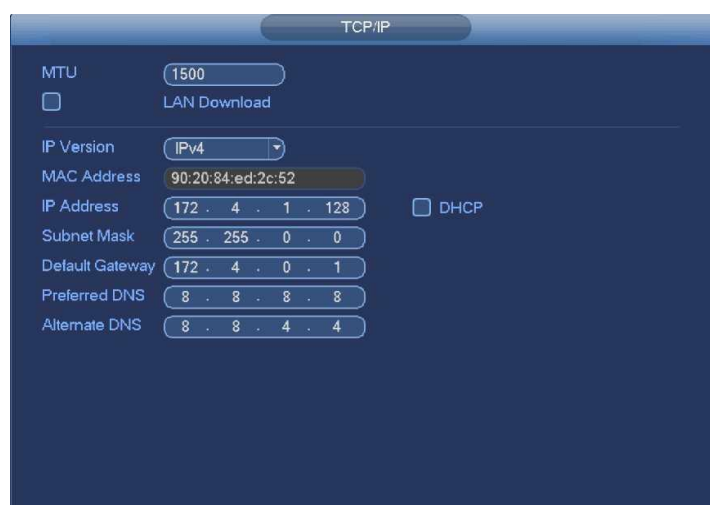 TCP/IP
MTU 1500
LAN Download
IP Version IPv4
MAC Address 90:20:84:ed:2c:52
IP Address 172 . 4 . 1 . 128 DHCP
Subnet Mask 255 . 255 . 0 . 0
Default Gateway 172 . 4 . 0 . 1
Preferred DNS 8 . 8 . 8 . 8
Alternate DNS 8 . 8 . 4 . 4